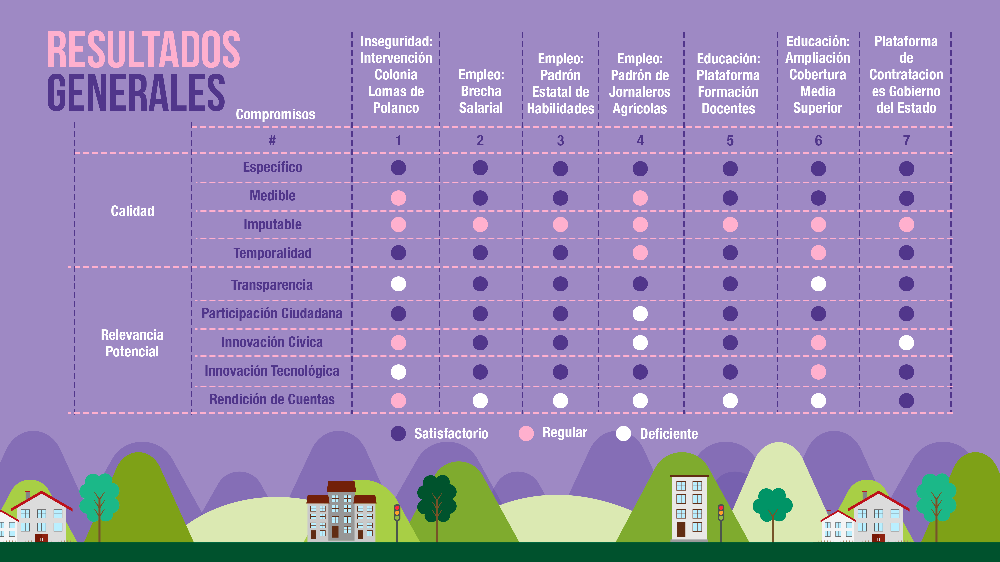 RESULTADOS
GENERALES
Compromisos
Inseguridad:
Intervención
Colonia
Lomas de
Polanco
Empleo:
Brecha
Salarial
Empleo:
Padrón
Estatal de
Habilidades
Empleo:
Padrón de
Jornaleros
Agrícolas
Educación:
Plataforma
Formación
Docentes
Educación:
Ampliación
Cobertura
Media
Superior
Plataforma
de
Contratacion
es Gobierno
del Estado
# 1 2 3 4 5 6 7
Calidad
Específico
Medible
Imputable
Temporalidad
Relevancia
Potencial
Transparencia
Participación Ciudadana
Innovación Cívica
Innovación Tecnológica
Rendición de Cuentas
Satisfactorio Regular Deficiente